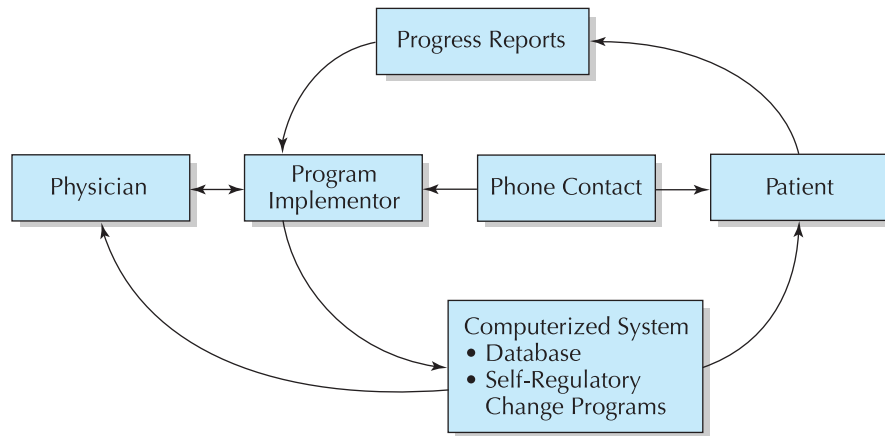 Progress Reports
Physician
Program
Implementor
Phone Contact
Patient
Computerized System
• Database
• Self-Regulatory
Change Programs